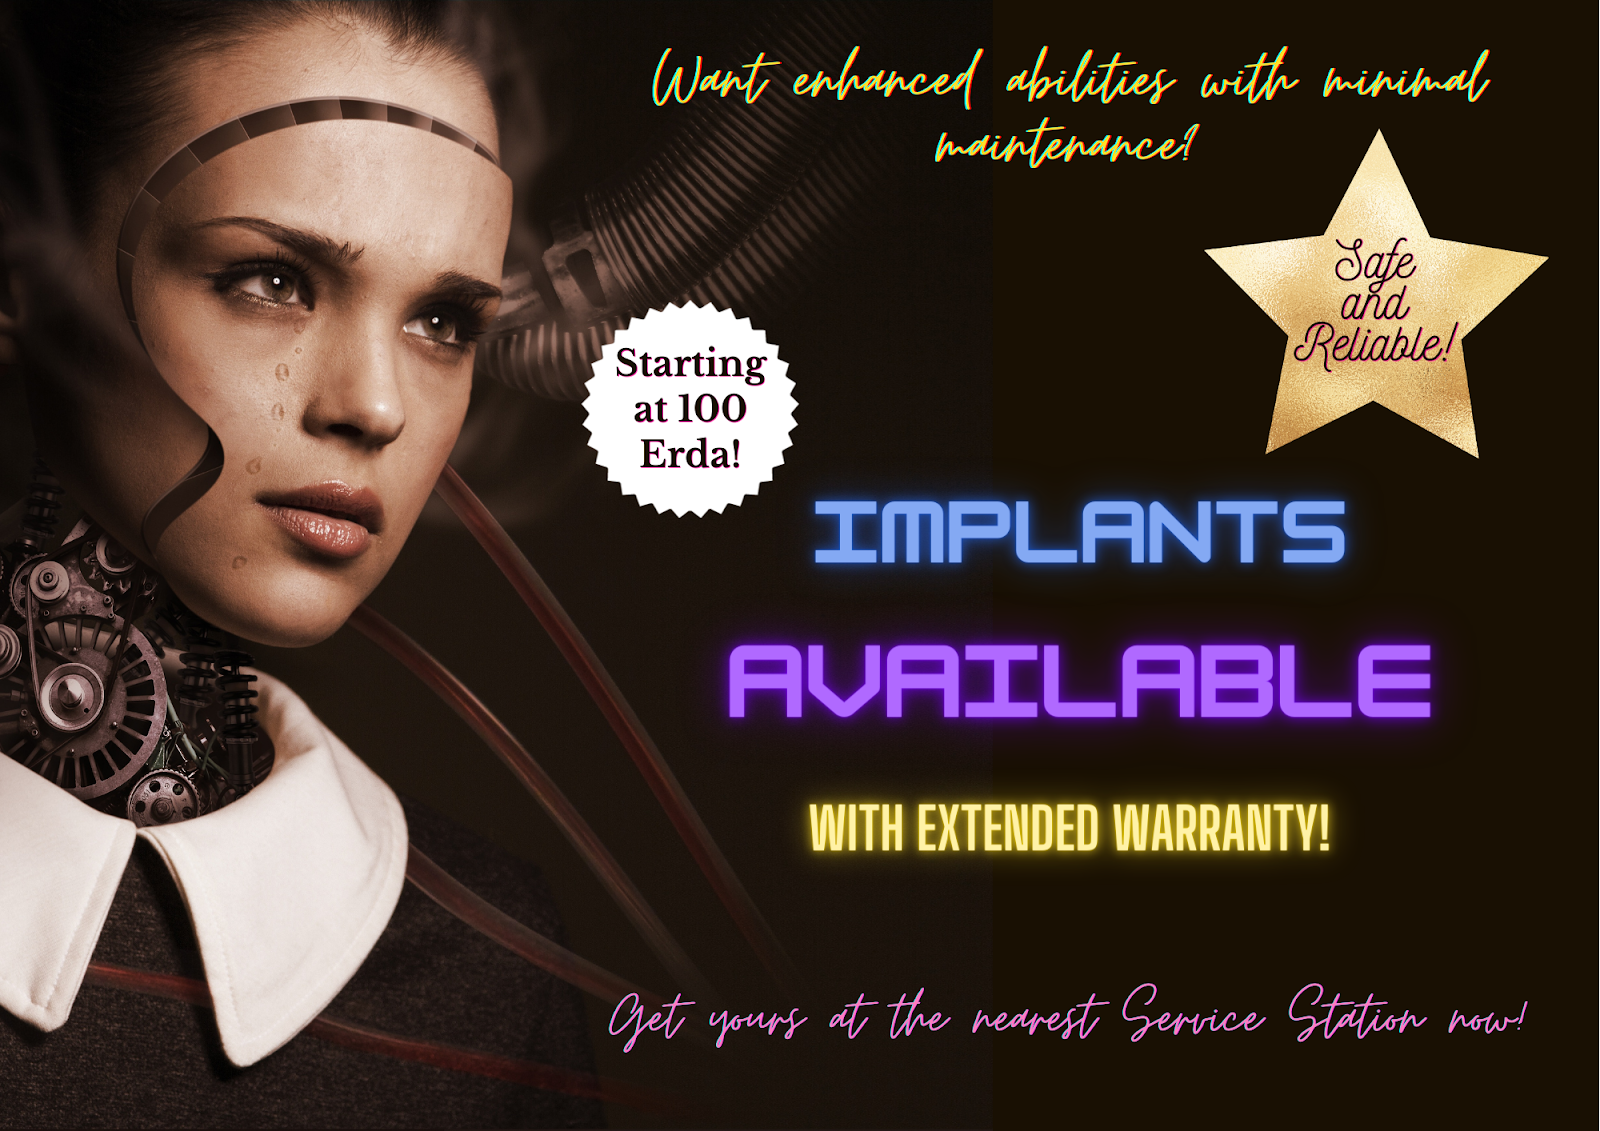 Want enhanced abilities with minimal
maintenance?
Safe
and
Reliable!
Starting
at 100
Erda!
IMPLANTS
AVAILABLE
WITH EXTENDED WARRANTY!
Get yours at the nearest Service Station now!